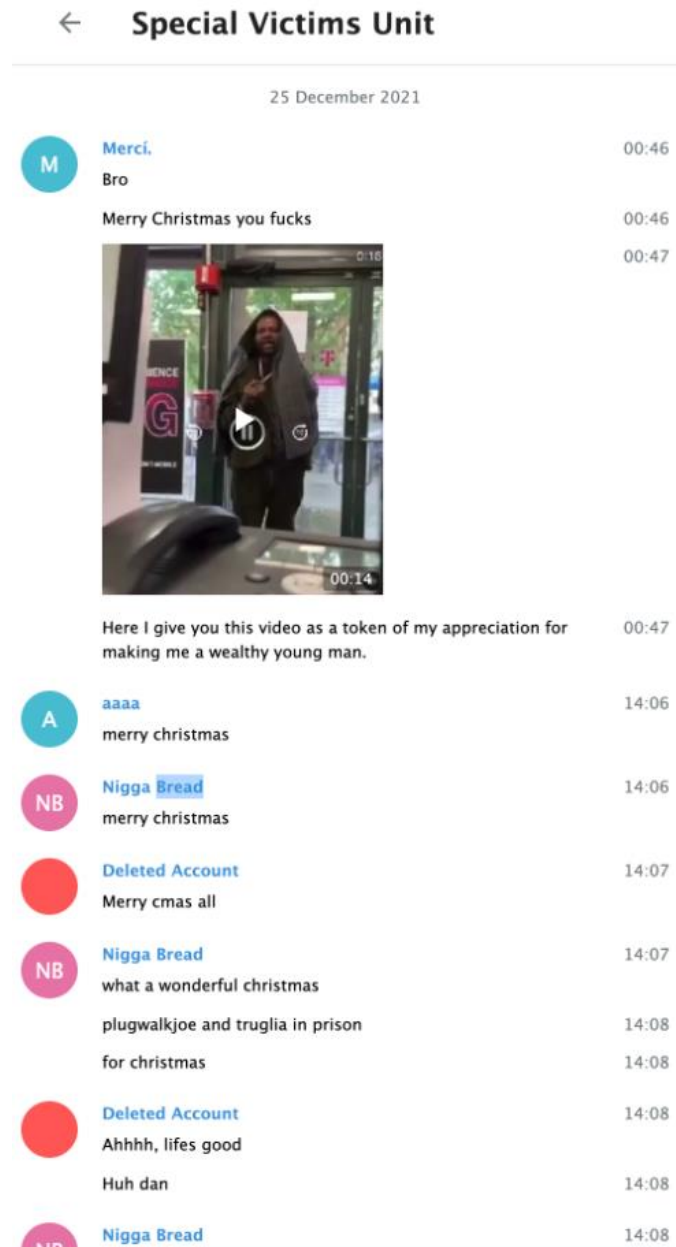 Special Victims Unit
25 December 2021
M
Mercí.
00:46
Bro
Merry Christmas you fucks
00:46
00:47
0:16
G
00:14
Here I give you this video as a token of my appreciation for
00:47
making me a wealthy young man.
A
aaaa
14:06
merry christmas
NB
Nigga Bread
14:06
merry christmas
Deleted Account
14:07
Merry cmas all
NB
Nigga Bread
14:07
what a wonderful christmas
plugwalkjoe and truglia in prison
14:08
for christmas
14:08
Deleted Account
14:08
Ahhhh, lifes good
Huh dan
14:08
NB
Nigga Bread
14:08